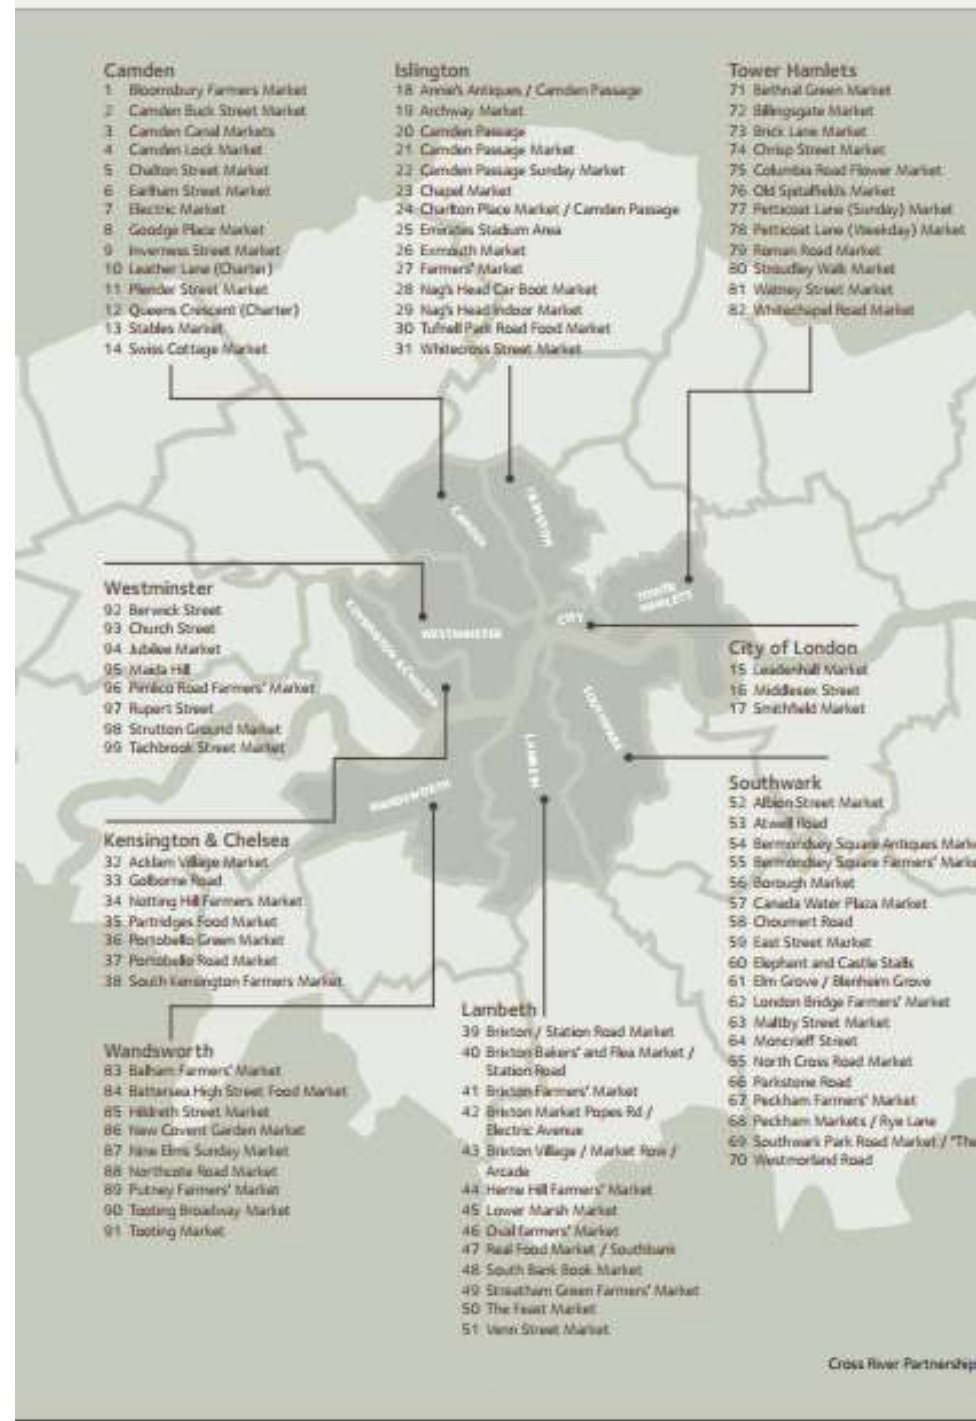 Camden
1 Bloomsbury Farmers Market
2 Camden Buck Street Market
3 Camden Canal Markets
4 Camden Lock Market
5 Chalton Street Market
6 Earlham Street Market
7 Electric Market
8 Goodge Place Market
9 Inverness Street Market
10 Leather Lane (Charter)
11 Plender Street Market
12 Queens Crescent (Charter)
13 Stables Market
14 Swiss Cottage Market
Islington
18 Annie's Antiques / Camden Passage
19 Archway Market
20 Camden Passage
21 Camden Passage Market
22 Camden Passage Sunday Market
23 Chapel Market
24 Charlton Place Market / Camden Passage
25 Emirates Stadium Area
26 Exmouth Market
27 Farmers' Market
28 Nag's Head Car Boot Market
29 Nag's Head Indoor Market
30 Tufnell Park Road Food Market
31 Whitecross Street Market
Tower Hamlets
71 Bethnal Green Market
72 Billingsgate Market
73 Brick Lane Market
74 Chrisp Street Market
75 Columbia Road Flower Market
76 Old Spitalfields Market
77 Petticoat Lane (Sunday) Market
78 Petticoat Lane (Weekday) Market
79 Roman Road Market
80 Stroudley Walk Market
81 Watney Street Market
82 Whitechapel Road Market
CAMDEN
ISLINGTON
TOWER
HAMLETS
CITY
WESTMINSTER
KENSINGTON & CHELSEA
SOUTHWARK
LAMBETH
WANDSWORTH
Westminster
92 Berwick Street
93 Church Street
94 Jubilee Market
95 Maida Hill
96 Pimlico Road Farmers' Market
97 Rupert Street
98 Strutton Ground Market
99 Tachbrook Street Market
City of London
15 Leadenhall Market
16 Middlesex Street
17 Smithfield Market
Kensington & Chelsea
32 Acklam Village Market
33 Golborne Road
34 Notting Hill Farmers Market
35 Partridges Food Market
36 Portobello Green Market
37 Portobello Road Market
38 South Kensington Farmers Market
Southwark
52 Albion Street Market
53 Atwell Road
54 Bermondsey Square Antiques Marke
55 Bermondsey Square Farmers' Marke
56 Borough Market
57 Canada Water Plaza Market
58 Choumert Road
59 East Street Market
60 Elephant and Castle Stalls
61 Elm Grove / Blenheim Grove
62 London Bridge Farmers' Market
63 Maltby Street Market
64 Moncrieff Street
65 North Cross Road Market
66 Parkstone Road
67 Peckham Farmers' Market
68 Peckham Markets / Rye Lane
69 Southwark Park Road Market / "The
70 Westmorland Road
Wandsworth
83 Balham Farmers' Market
84 Battersea High Street Food Market
85 Hildreth Street Market
86 New Covent Garden Market
87 Nine Elms Sunday Market
88 Northcote Road Market
89 Putney Farmers' Market
90 Tooting Broadway Market
91 Tooting Market
Lambeth
39 Brixton / Station Road Market
40 Brixton Bakers' and Flea Market /
Station Road
41 Brixton Farmers' Market
42 Brixton Market Popes Rd /
Electric Avenue
43 Brixton Village / Market Row /
Arcade
44 Herne Hill Farmers' Market
45 Lower Marsh Market
46 Oval farmers' Market
47 Real Food Market / Southbank
48 South Bank Book Market
49 Streatham Green Farmers' Market
50 The Feast Market
51 Venn Street Market
Cross River Partnership